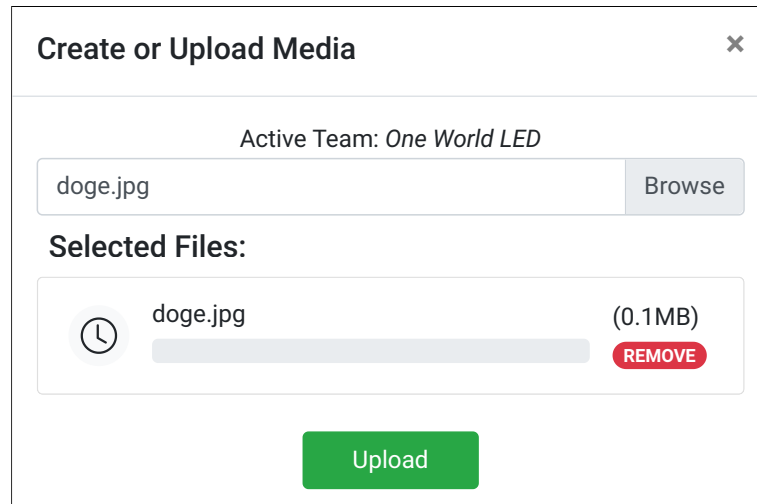 Create or Upload Media ×
Active Team: One World LED
doge.jpg Browse
Selected Files:
doge.jpg (0.1MB)
REMOVE
Upload